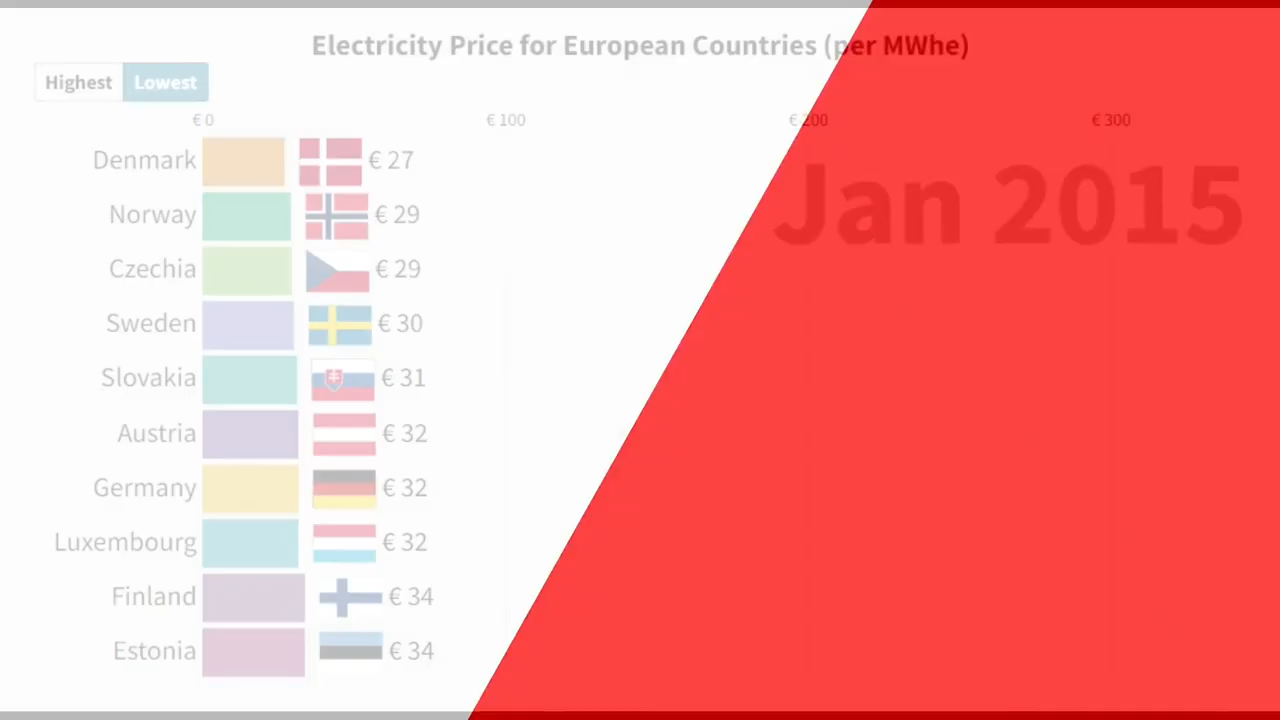 Electricity Price for European Countries (per MWhe)
Highest Lowest
€ 0 € 100 € 200 € 300
Jan 2015
Denmark € 27
Norway € 29
Czechia € 29
Sweden € 30
Slovakia € 31
Austria € 32
Germany € 32
Luxembourg € 32
Finland € 34
Estonia € 34